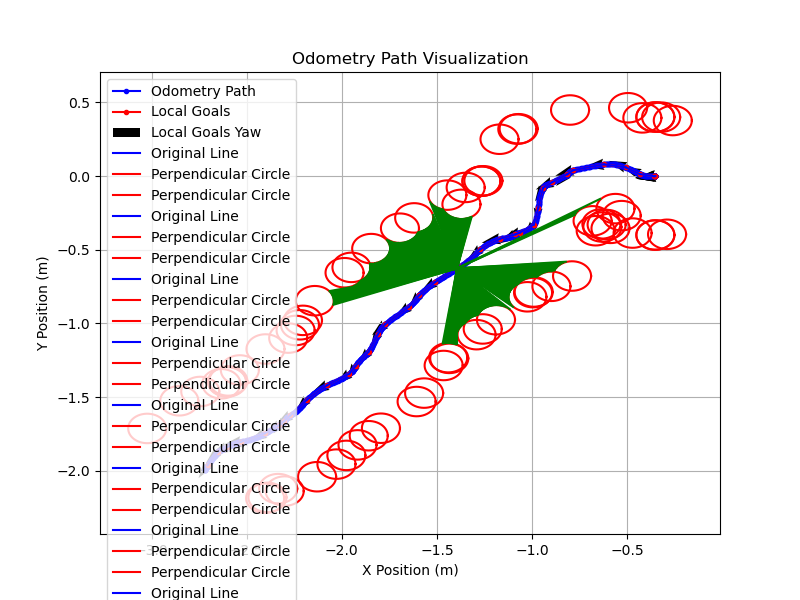 Odometry Path Visualization
Odometry Path
Local Goals
Local Goals Yaw
Original Line
Perpendicular Circle
Perpendicular Circle
Original Line
Perpendicular Circle
Perpendicular Circle
Original Line
Perpendicular Circle
Perpendicular Circle
Original Line
Perpendicular Circle
Perpendicular Circle
Original Line
Perpendicular Circle
Perpendicular Circle
Original Line
Perpendicular Circle
Perpendicular Circle
Original Line
Perpendicular Circle
Perpendicular Circle
Original Line
0.5
0.0
−0.5
−1.0
−1.5
−2.0
Y Position (m)
−2.0 −1.5 −1.0 −0.5
X Position (m)